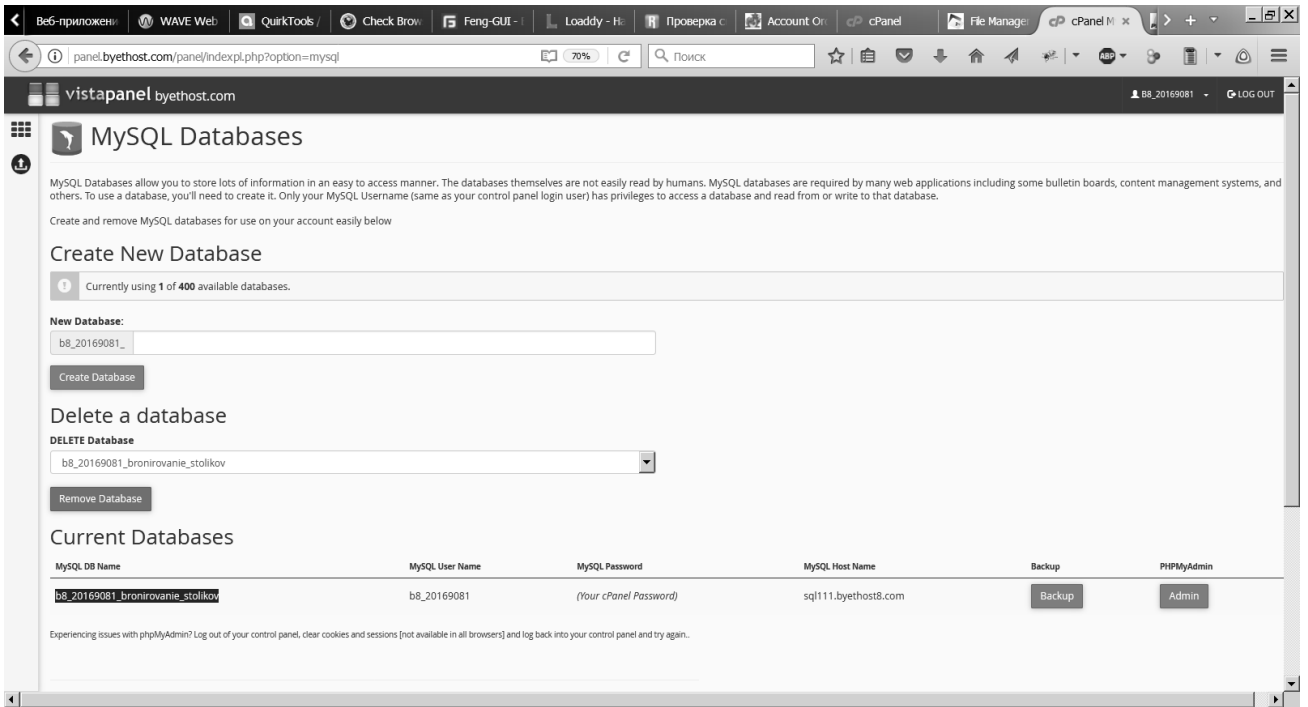 Веб-приложени WAVE Web QuirkTools / Check Brow Feng-GUI - Loaddy - Ha Проверка с Account On cPanel File Manager cPanel M
panel.byethost.com/panel/indexpl.php?option=mysql 70% Поиск ABP
vistapanel byethost.com B8_20169081 LOG OUT
MySQL Databases
MySQL Databases allow you to store lots of information in an easy to access manner. The databases themselves are not easily read by humans. MySQL databases are required by many web applications including some bulletin boards, content management systems, and
others. To use a database, you'll need to create it. Only your MySQL Username (same as your control panel login user) has privileges to access a database and read from or write to that database.
Create and remove MySQL databases for use on your account easily below
Create New Database
Currently using 1 of 400 available databases.
New Database:
b8_20169081_
Create Database
Delete a database
DELETE Database
b8_20169081_bronirovanie_stolikov
Remove Database
Current Databases
MySQL DB Name MySQL User Name MySQL Password MySQL Host Name Backup PHPMyAdmin
b8_20169081_bronirovanie_stolikov b8_20169081 (Your cPanel Password) sql111.byethost8.com Backup Admin
Experiencing issues with phpMyAdmin? Log out of your control panel, clear cookies and sessions [not available in all browsers] and log back into your control panel and try again..